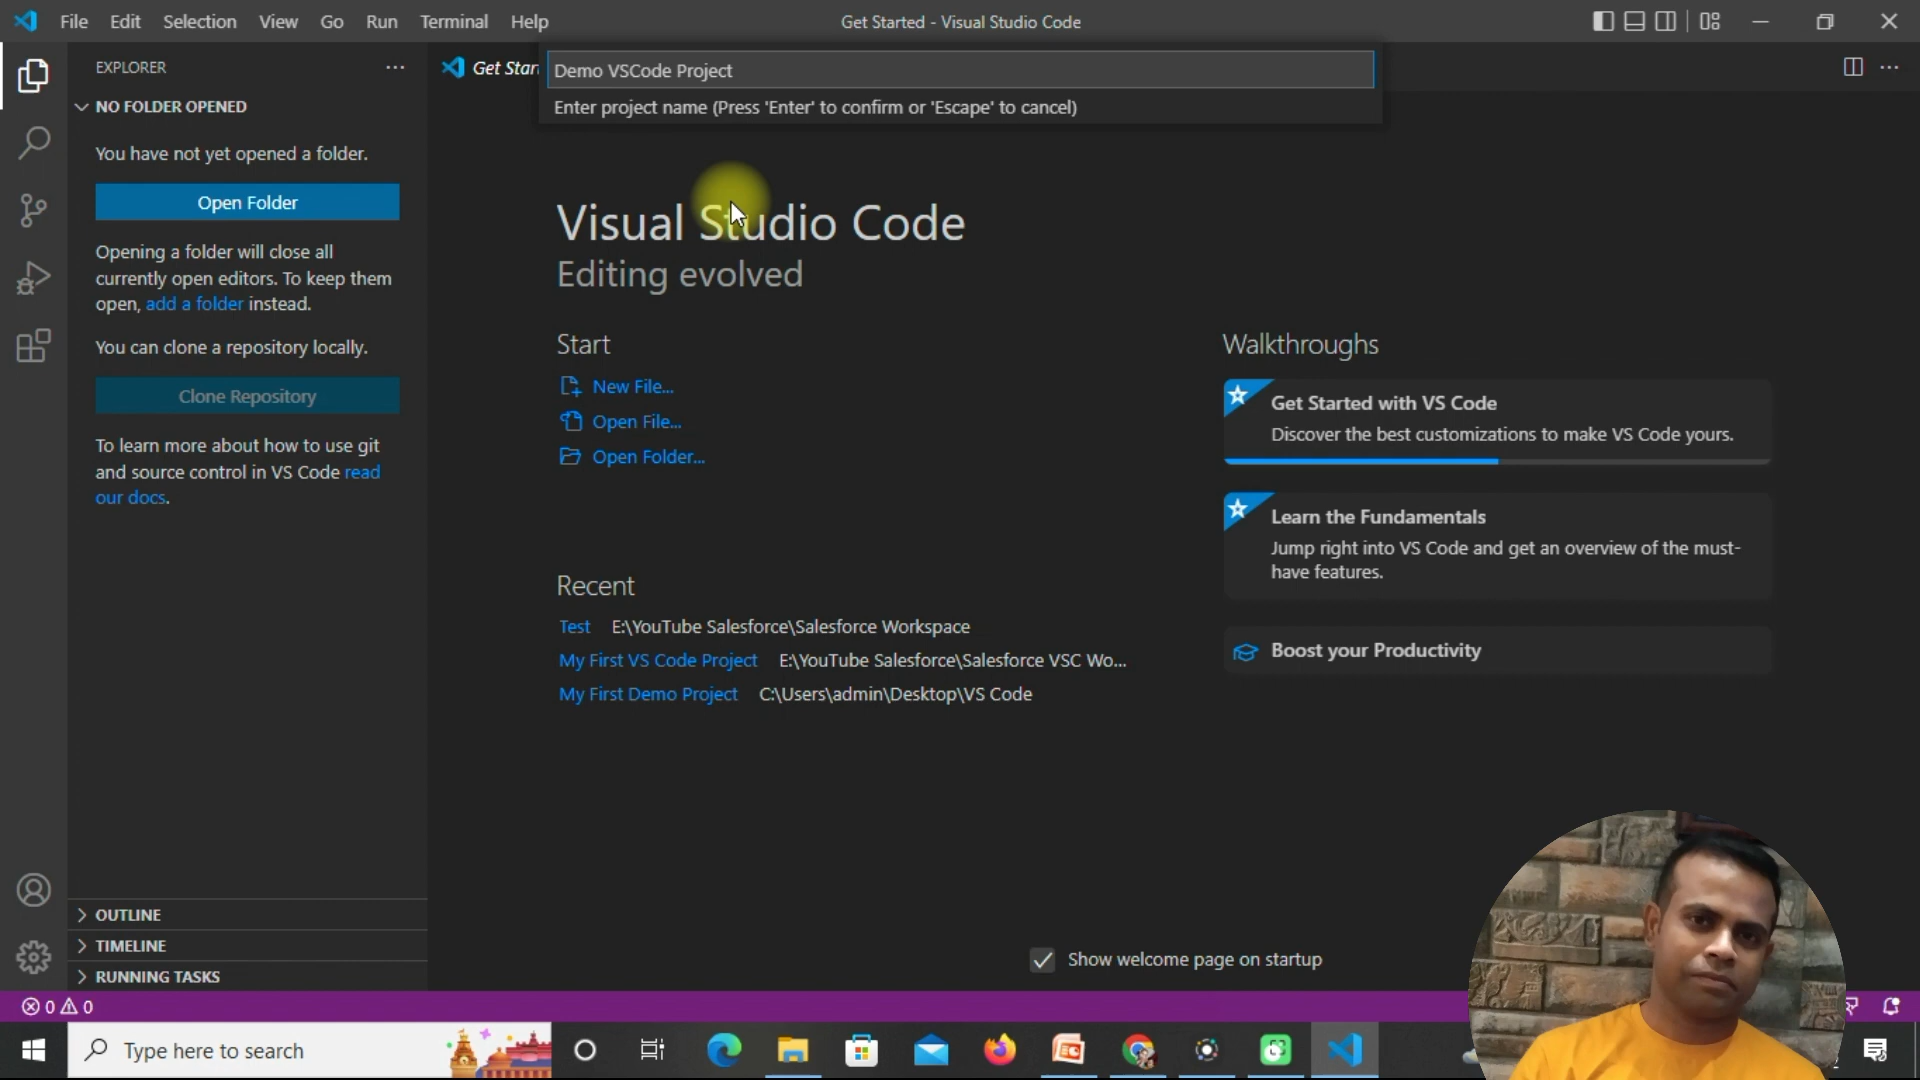 File Edit Selection View Go Run Terminal Help
Get Started - Visual Studio Code
EXPLORER
NO FOLDER OPENED
You have not yet opened a folder.
Open Folder
Opening a folder will close all
currently open editors. To keep them
open, add a folder instead.
You can clone a repository locally.
Clone Repository
To learn more about how to use git
and source control in VS Code read
our docs.
OUTLINE
TIMELINE
RUNNING TASKS
Get Star
Demo VSCode Project
Enter project name (Press 'Enter' to confirm or 'Escape' to cancel)
Visual Studio Code
Editing evolved
Start
New File...
Open File...
Open Folder...
Recent
Test E:\YouTube Salesforce\Salesforce Workspace
My First VS Code Project E:\YouTube Salesforce\Salesforce VSC Wo...
My First Demo Project C:\Users\admin\Desktop\VS Code
Walkthroughs
Get Started with VS Code
Discover the best customizations to make VS Code yours.
Learn the Fundamentals
Jump right into VS Code and get an overview of the must-
have features.
Boost your Productivity
Show welcome page on startup
0 0
Type here to search